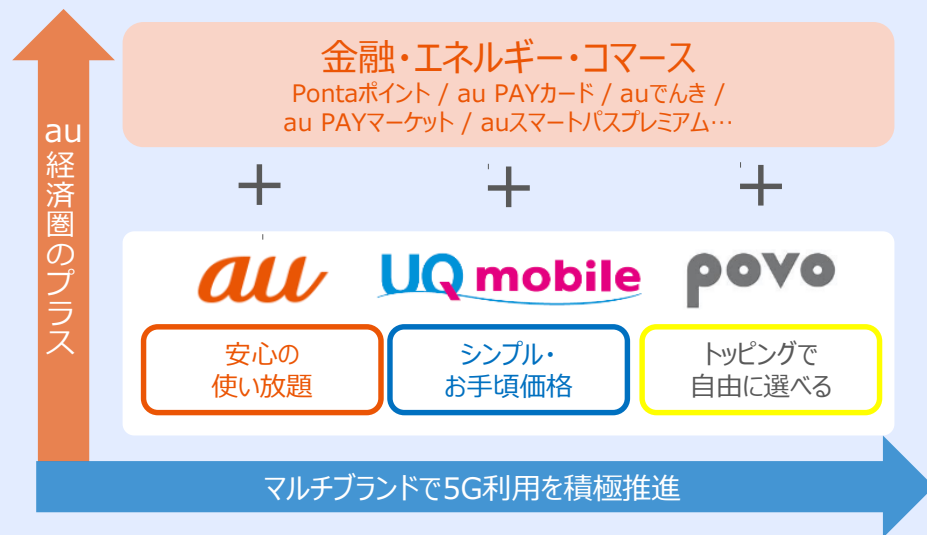 金融・エネルギー・コマース
Pontaポイント / au PAYカード / auでんき /
au PAYマーケット / auスマートパスプレミアム…
au経済圏のプラス
+ + +
au UQ mobile povo
安心の
使い放題
シンプル・
お手頃価格
トッピングで
自由に選べる
マルチブランドで5G利用を積極推進